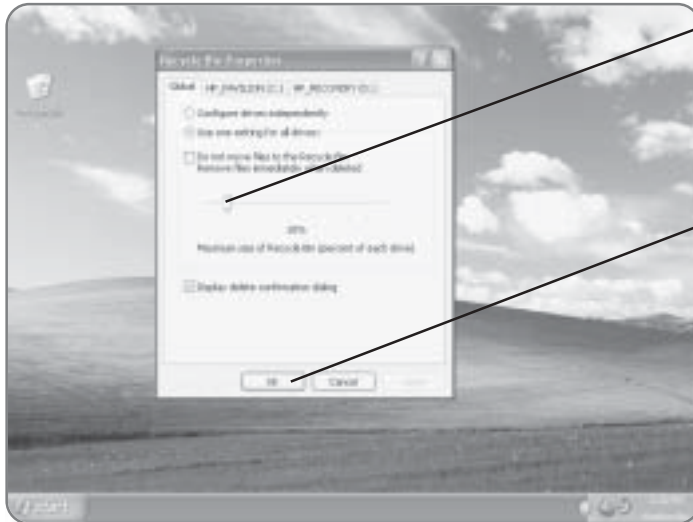 Recycle Bin Properties
Global HP_PAVILION (C:) HP_RECOVERY (D:)
Configure drives independently
Use one setting for all drives:
Do not move files to the Recycle Bin.
Remove files immediately when deleted
10%
Maximum size of Recycle Bin (percent of each drive)
Display delete confirmation dialog
OK Cancel
start